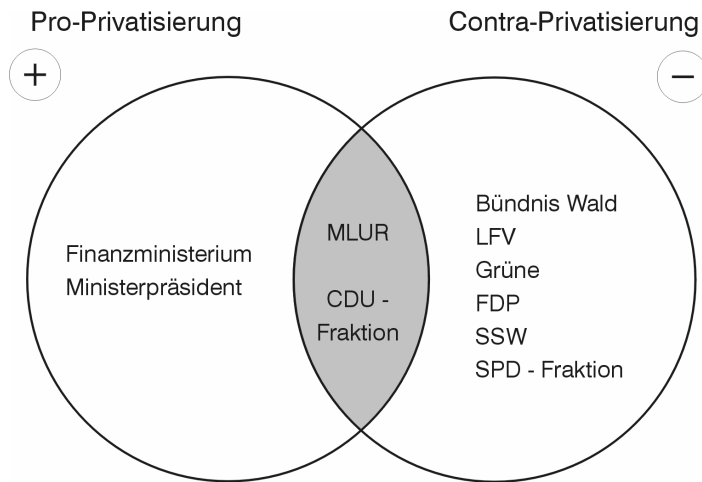 Pro-Privatisierung
Contra-Privatisierung
+
−
Finanzministerium
Ministerpräsident
MLUR
CDU -
Fraktion
Bündnis Wald
LFV
Grüne
FDP
SSW
SPD - Fraktion